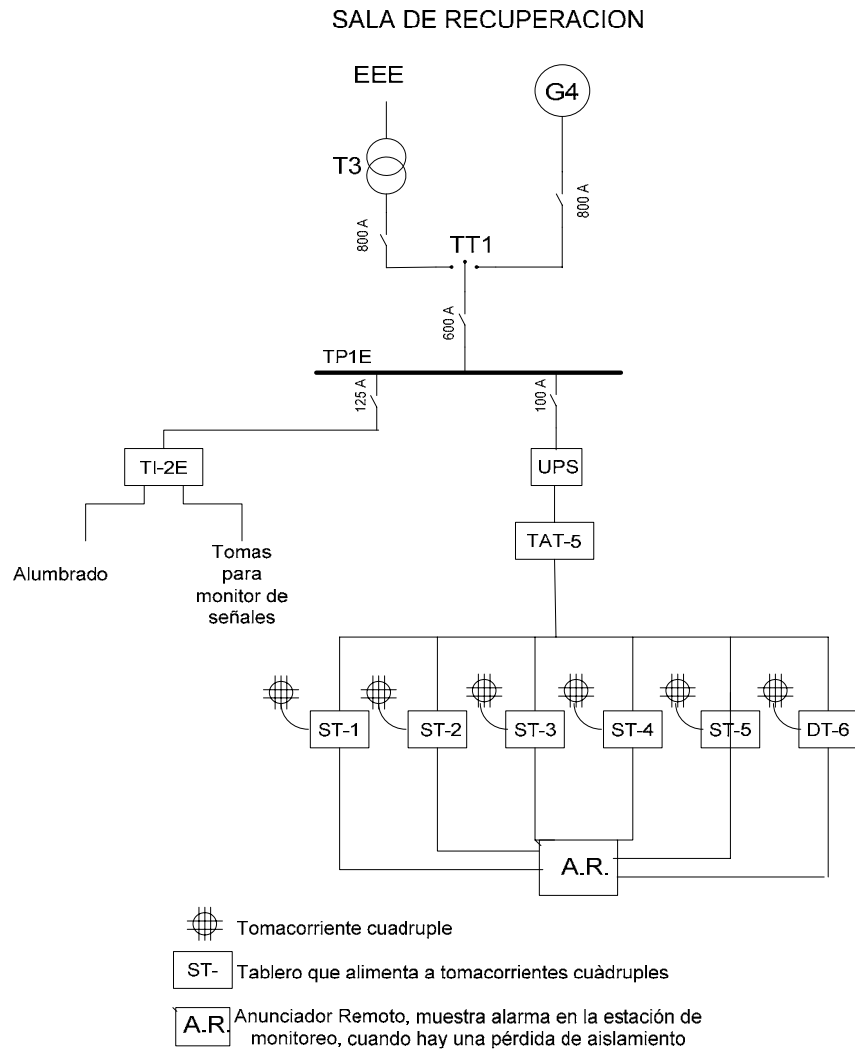 SALA DE RECUPERACION
EEE
G4
T3
800 A
800 A
TT1
600 A
TP1E
125 A
100 A
TI-2E
UPS
TAT-5
Alumbrado
Tomas
para
monitor de
señales
ST-1
ST-2
ST-3
ST-4
ST-5
DT-6
A.R.
Tomacorriente cuadruple
ST-
Tablero que alimenta a tomacorrientes cuàdruples
A.R.
Anunciador Remoto, muestra alarma en la estación de
monitoreo, cuando hay una pérdida de aislamiento